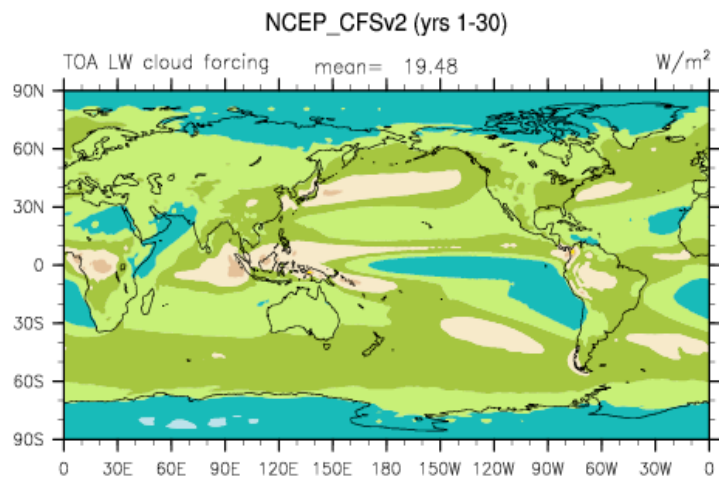 NCEP_CFSv2 (yrs 1-30)
TOA LW cloud forcing mean= 19.48 W/m²
90N
60N
30N
0
30S
60S
90S
0 30E 60E 90E 120E 150E 180 150W 120W 90W 60W 30W 0